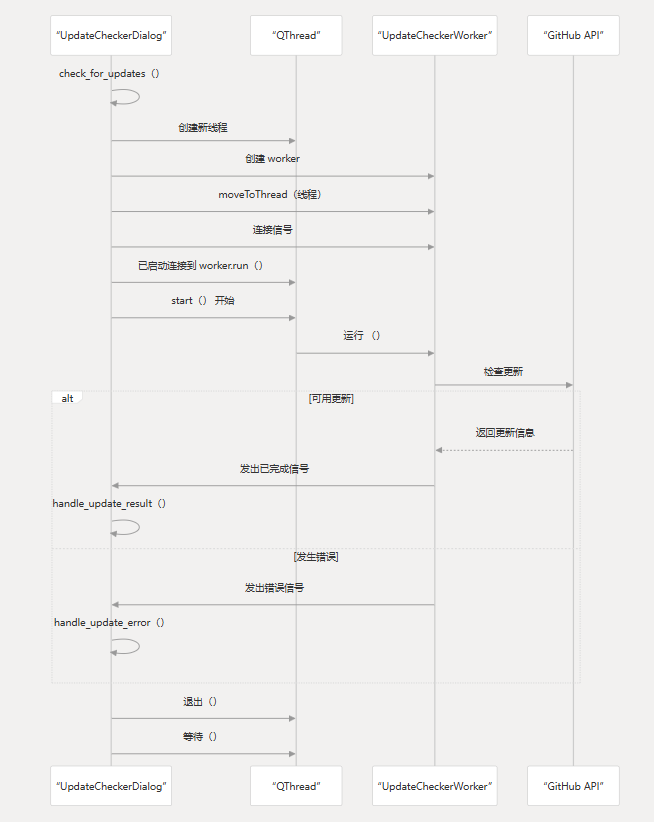 “UpdateCheckerDialog”
“QThread”
“UpdateCheckerWorker”
“GitHub API”
check_for_updates（）
创建新线程
创建 worker
moveToThread（线程）
连接信号
已启动连接到 worker.run（）
start（） 开始
运行 （）
检查更新
alt
[可用更新]
返回更新信息
发出已完成信号
handle_update_result（）
[发生错误]
发出错误信号
handle_update_error（）
退出（）
等待（）
“UpdateCheckerDialog”
“QThread”
“UpdateCheckerWorker”
“GitHub API”